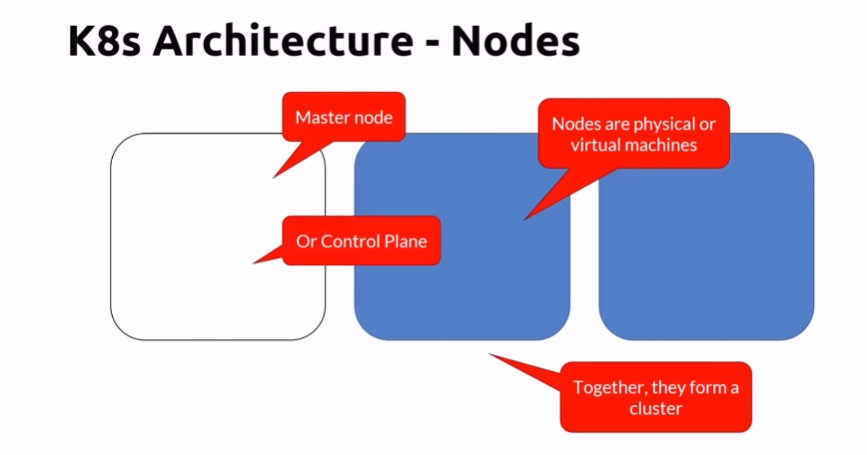 K8s Architecture - Nodes
Master node
Nodes are physical or
virtual machines
Or Control Plane
Together, they form a
cluster